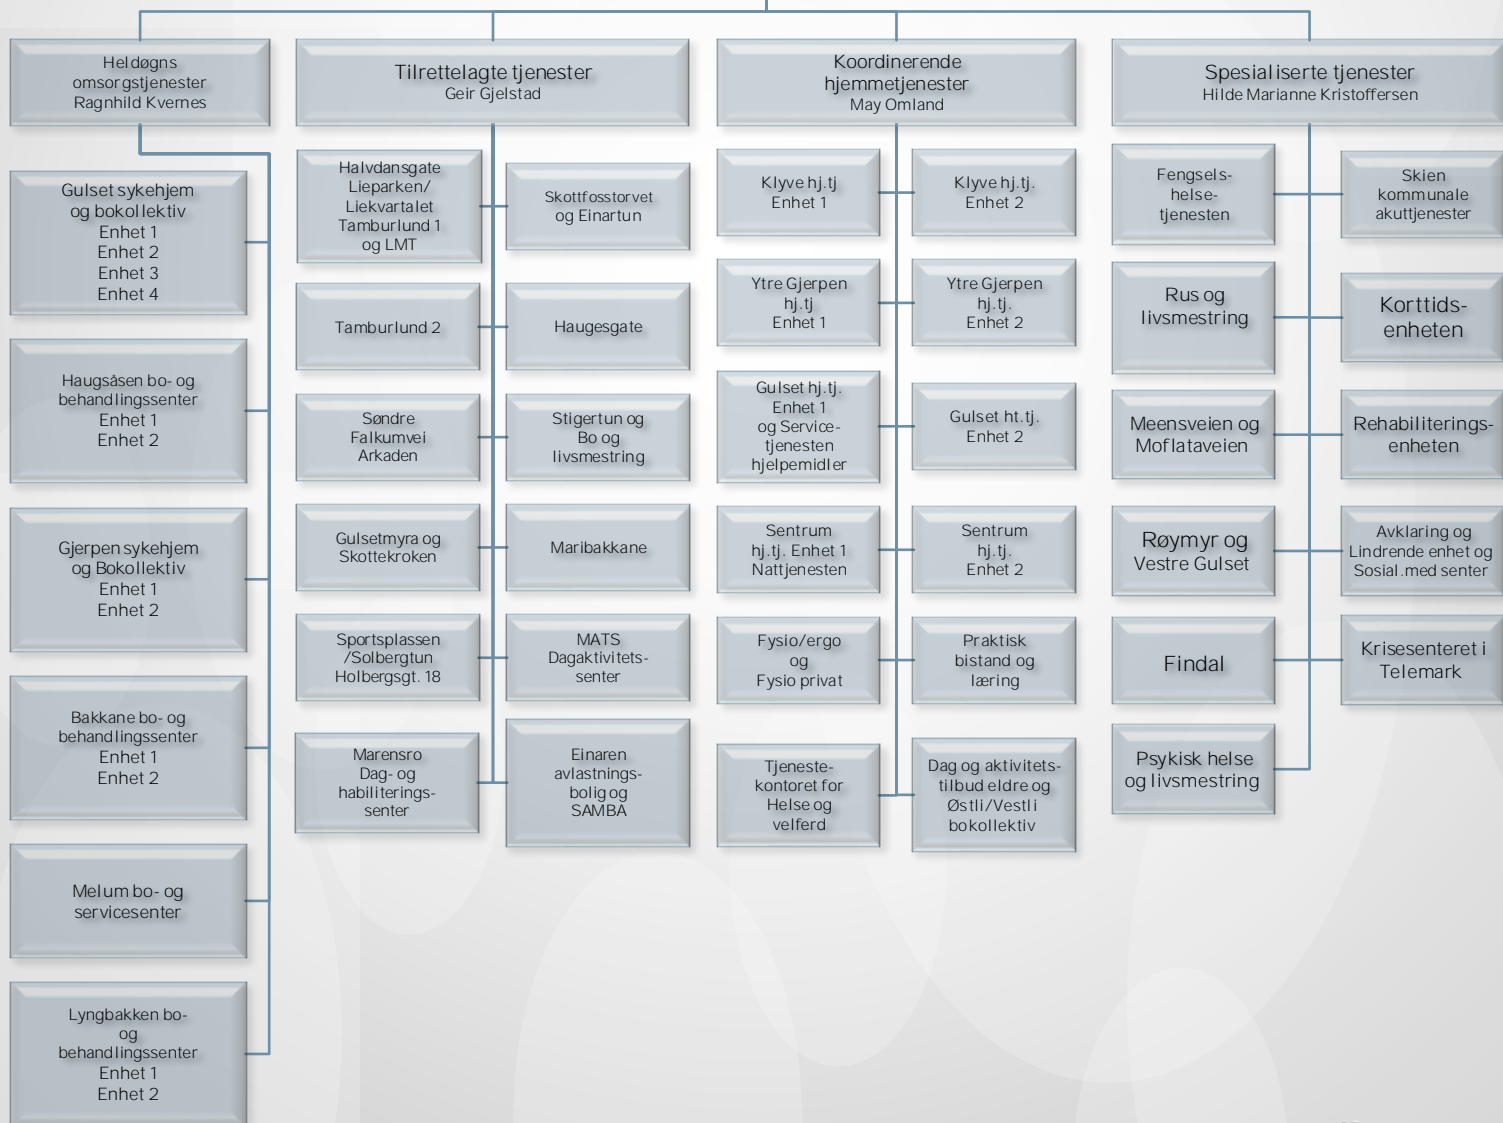 Heldøgns
omsorgstjenester
Ragnhild Kvernes
Gulset sykehjem
og bokollektiv
Enhet 1
Enhet 2
Enhet 3
Enhet 4
Haugsåsen bo- og
behandlingssenter
Enhet 1
Enhet 2
Gjerpen sykehjem
og Bokollektiv
Enhet 1
Enhet 2
Bakkane bo- og
behandlingssenter
Enhet 1
Enhet 2
Melum bo- og
servicesenter
Lyngbakken bo-
og
behandlingssenter
Enhet 1
Enhet 2
Tilrettelagte tjenester
Geir Gjelstad
Halvdansgate
Lieparken/
Liekvartalet
Tamburlund 1
og LMT
Skottfosstorvet
og Einartun
Tamburlund 2
Haugesgate
Søndre
Falkumvei
Arkaden
Stigertun og
Bo og
livsmestring
Gulsetmyra og
Skottekroken
Maribakkane
Sportsplassen
/Solbergtun
Holbergsgt. 18
MATS
Dagaktivitets-
senter
Marensro
Dag- og
habiliterings-
senter
Einaren
avlastnings-
bolig og
SAMBA
Koordinerende
hjemmetjenester
May Omland
Klyve hj.tj
Enhet 1
Klyve hj.tj.
Enhet 2
Ytre Gjerpen
hj.tj
Enhet 1
Ytre Gjerpen
hj.tj.
Enhet 2
Gulset hj.tj.
Enhet 1
og Service-
tjenesten
hjelpemidler
Gulset ht.tj.
Enhet 2
Sentrum
hj.tj. Enhet 1
Nattjenesten
Sentrum
hj.tj.
Enhet 2
Fysio/ergo
og
Fysio privat
Praktisk
bistand og
læring
Tjeneste-
kontoret for
Helse og
velferd
Dag og aktivitets-
tilbud eldre og
Østli/Vestli
bokollektiv
Spesialiserte tjenester
Hilde Marianne Kristoffersen
Fengsels-
helse-
tjenesten
Skien
kommunale
akuttjenester
Rus og
livsmestring
Korttids-
enheten
Meensveien og
Moflataveien
Rehabiliterings-
enheten
Røymyr og
Vestre Gulset
Avklaring og
Lindrende enhet og
Sosial.med senter
Findal
Krisesenteret i
Telemark
Psykisk helse
og livsmestring